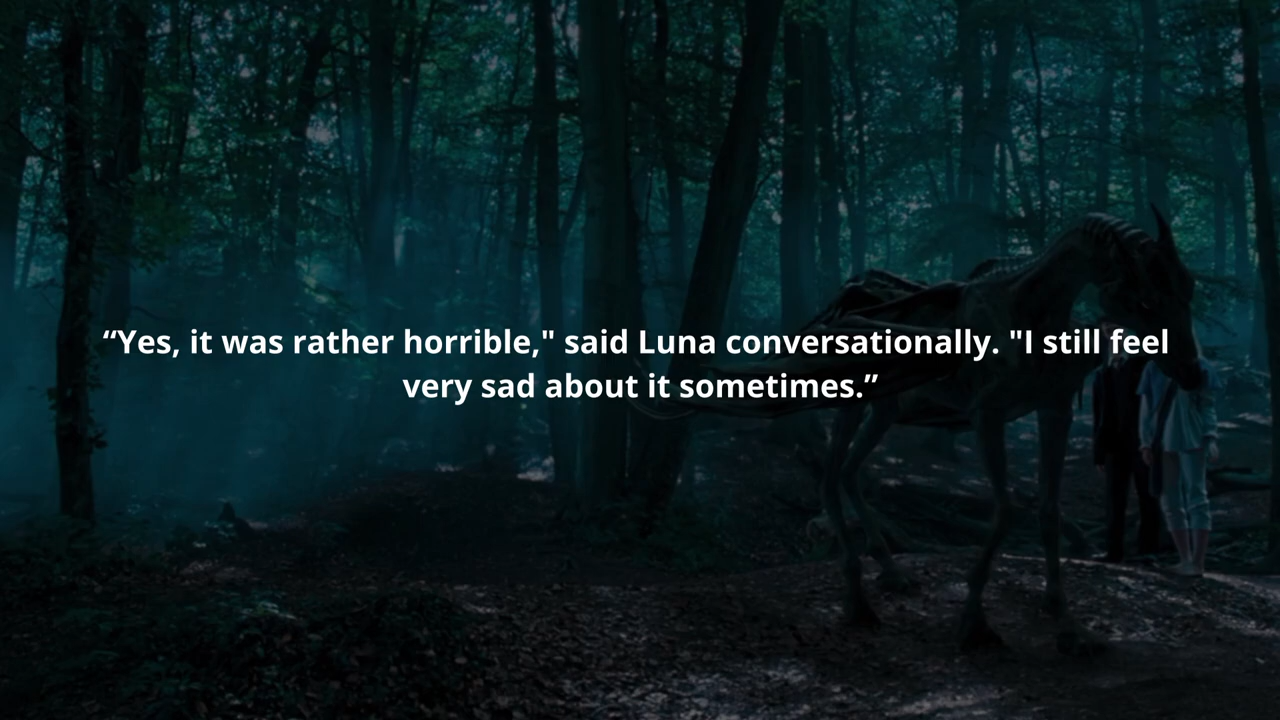 “Yes, it was rather horrible," said Luna conversationally. "I still feel
very sad about it sometimes.”